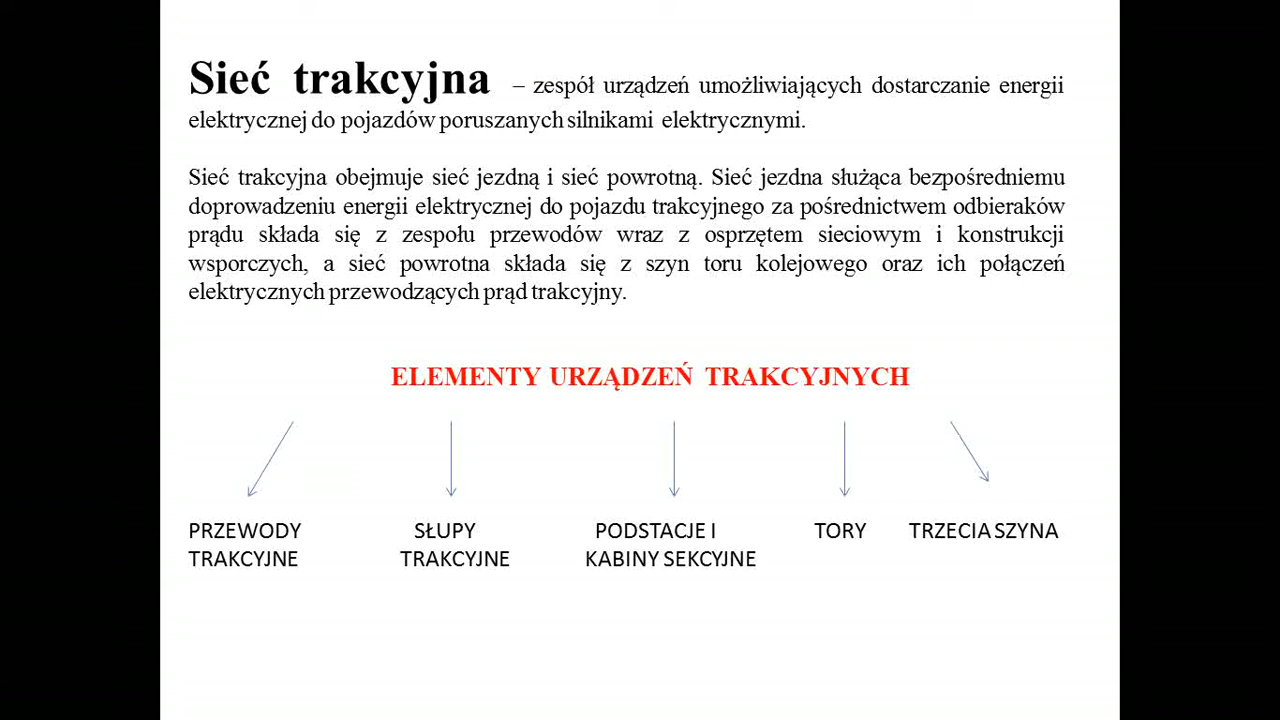 Sieć trakcyjna – zespół urządzeń umożliwiających dostarczanie energii
elektrycznej do pojazdów poruszanych silnikami elektrycznymi.
Sieć trakcyjna obejmuje sieć jezdną i sieć powrotną. Sieć jezdna służąca bezpośredniemu
doprowadzeniu energii elektrycznej do pojazdu trakcyjnego za pośrednictwem odbieraków
prądu składa się z zespołu przewodów wraz z osprzętem sieciowym i konstrukcji
wsporczych, a sieć powrotna składa się z szyn toru kolejowego oraz ich połączeń
elektrycznych przewodzących prąd trakcyjny.
ELEMENTY URZĄDZEŃ TRAKCYJNYCH
PRZEWODY
TRAKCYJNE
SŁUPY
TRAKCYJNE
PODSTACJE I
KABINY SEKCYJNE
TORY
TRZECIA SZYNA